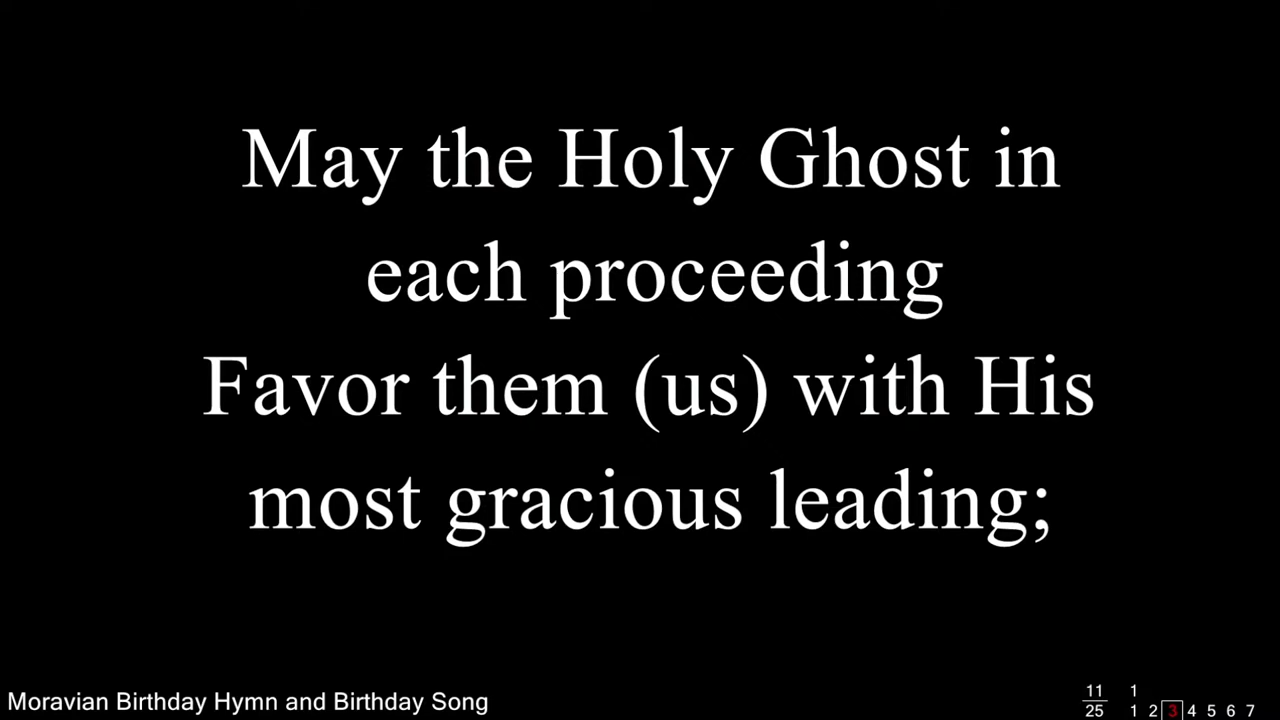 May the Holy Ghost in
each proceeding
Favor them (us) with His
most gracious leading;
Moravian Birthday Hymn and Birthday Song
11 1
25 1 2 3 4 5 6 7